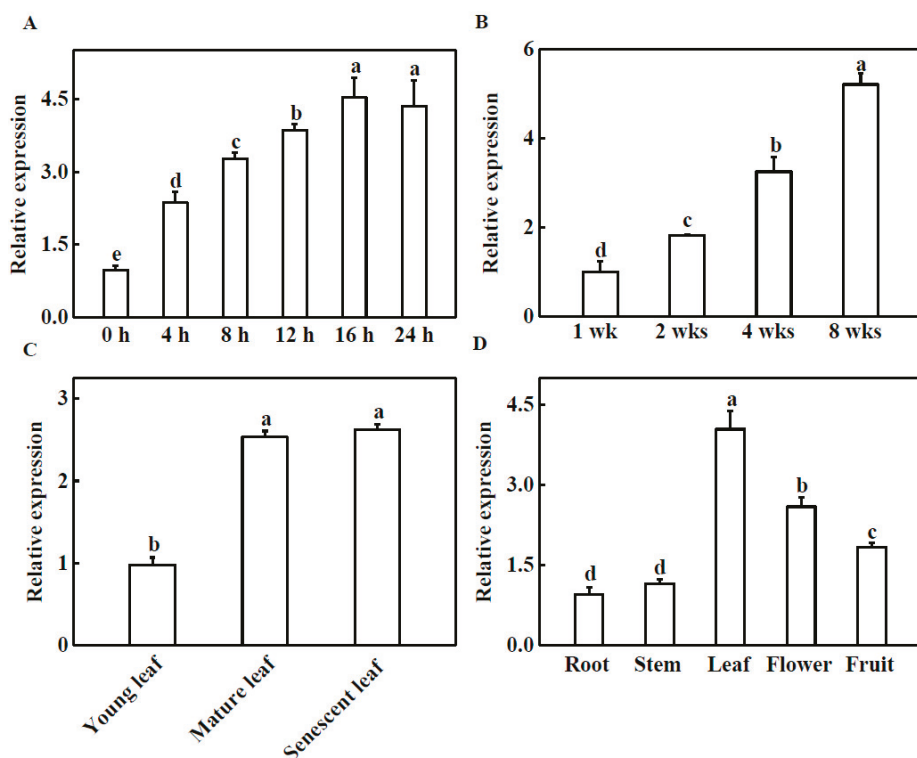 A
Relative expression
4.5
3.0
1.5
0.0
e
d
c
b
a
a
0 h 4 h 8 h 12 h 16 h 24 h
B
Relative expression
6
4
2
0
d
c
b
a
1 wk 2 wks 4 wks 8 wks
C
Relative expression
3
2
1
0
b
a
a
Young leaf
Mature leaf
Senescent leaf
D
Relative expression
4.5
3.0
1.5
0.0
d
d
a
b
c
Root Stem Leaf Flower Fruit